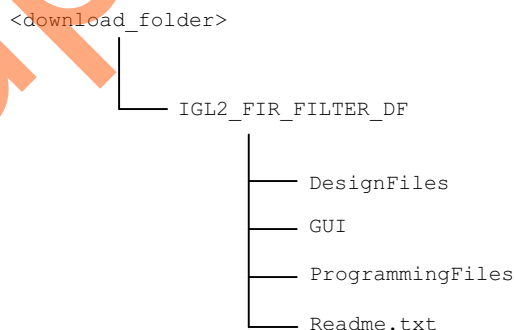 <download_folder>
IGL2_FIR_FILTER_DF
DesignFiles
GUI
ProgrammingFiles
Readme.txt